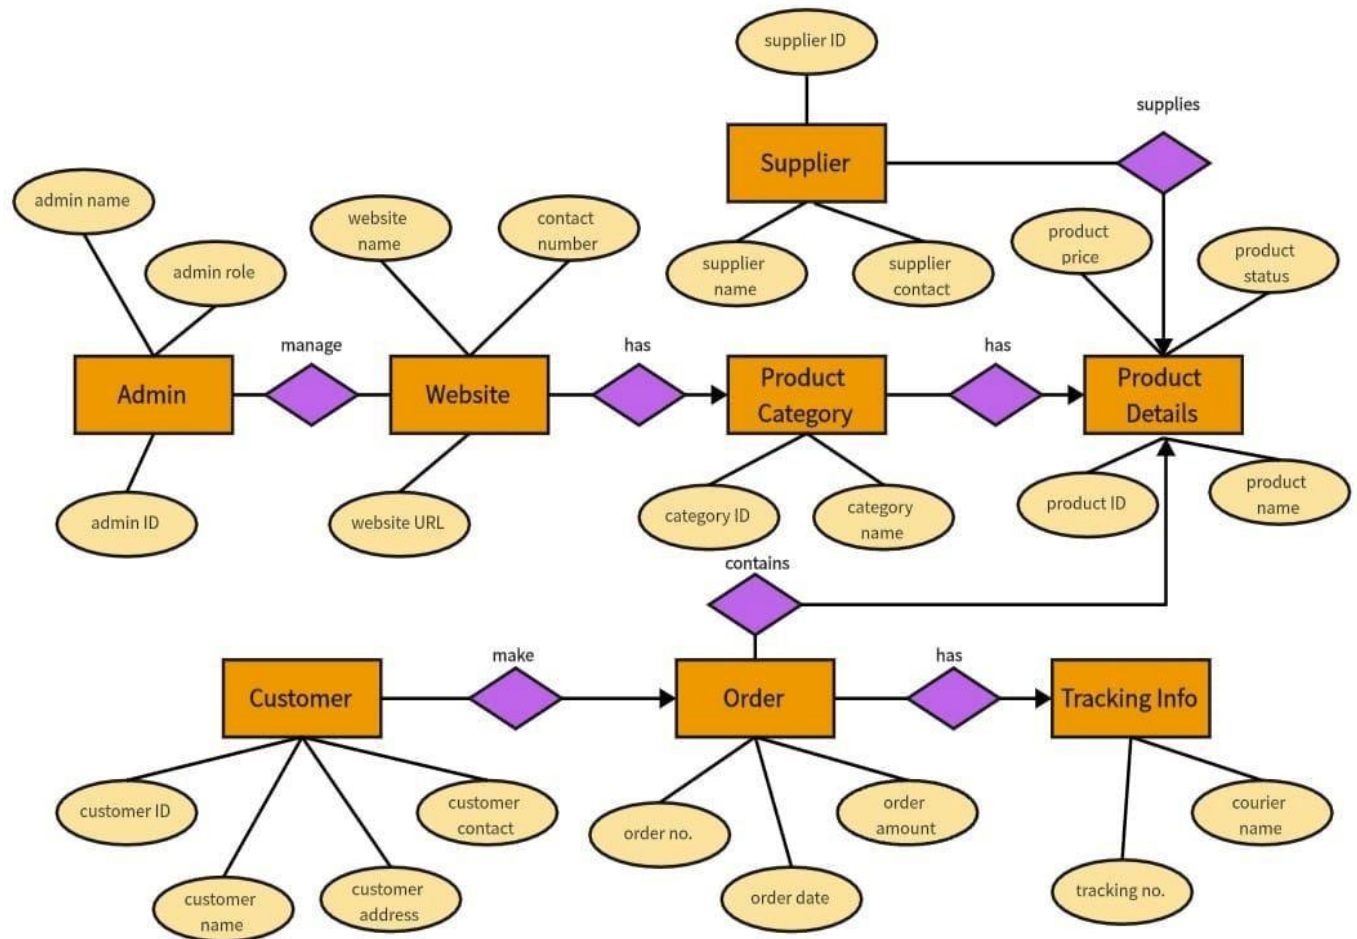 supplier ID
supplies
Supplier
admin name
website
name
contact
number
product
price
product
status
admin role
supplier
name
supplier
contact
manage
has
has
Admin
Website
Product
Category
Product
Details
admin ID
website URL
category ID
category
name
product ID
product
name
contains
make
has
Customer
Order
Tracking Info
customer ID
customer
contact
order no.
order
amount
courier
name
customer
name
customer
address
order date
tracking no.